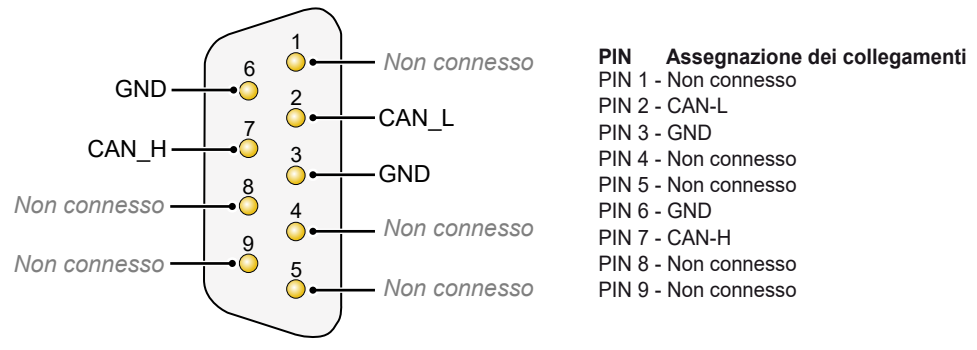 1
Non connesso
6
GND
2
CAN_L
7
CAN_H
3
GND
8
Non connesso
4
Non connesso
9
Non connesso
5
Non connesso
PIN Assegnazione dei collegamenti
PIN 1 - Non connesso
PIN 2 - CAN-L
PIN 3 - GND
PIN 4 - Non connesso
PIN 5 - Non connesso
PIN 6 - GND
PIN 7 - CAN-H
PIN 8 - Non connesso
PIN 9 - Non connesso